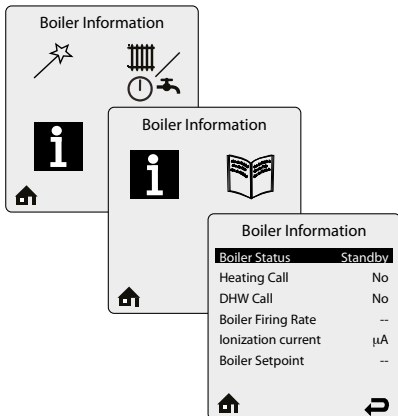 Boiler Information
Boiler Information
Boiler Information
Boiler Status Standby
Heating Call No
DHW Call No
Boiler Firing Rate --
Ionization current µA
Boiler Setpoint --